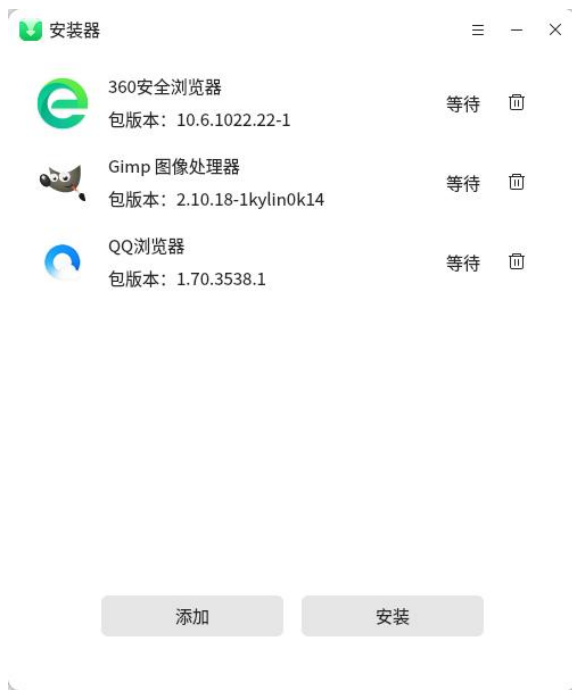 安装器
360安全浏览器
包版本：10.6.1022.22-1
等待
Gimp 图像处理器
包版本：2.10.18-1kylin0k14
等待
QQ浏览器
包版本：1.70.3538.1
等待
添加
安装